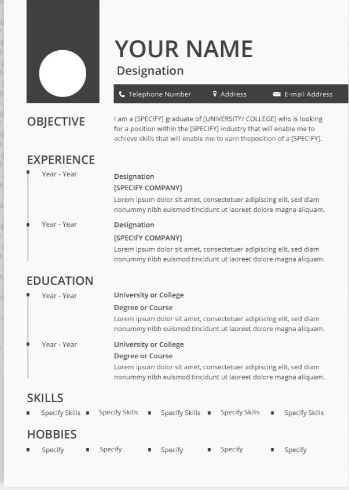 YOUR NAME
Designation
Telephone Number Address E-mail Address
OBJECTIVE
I am a [SPECIFY] graduate of [UNIVERSITY/ COLLEGE] who is looking
for a position within the [SPECIFY] industry that will enable me to
achieve skills that will enable me to earn theposition of a [SPECIFY].
EXPERIENCE
Year - Year
Designation
[SPECIFY COMPANY]
Lorem ipsum dolor sit amet, consectetuer adipiscing elit, sed diam
nonummy nibh euismod tincidunt ut laoreet dolore magna aliquam.
Year - Year
Designation
[SPECIFY COMPANY]
Lorem ipsum dolor sit amet, consectetuer adipiscing elit, sed diam
nonummy nibh euismod tincidunt ut laoreet dolore magna aliquam.
EDUCATION
Year - Year
University or College
Degree or Course
Lorem ipsum dolor sit amet, consectetuer adipiscing elit, sed diam
nonummy nibh euismod tincidunt ut laoreet dolore magna aliquam.
Year - Year
University or College
Degree or Course
Lorem ipsum dolor sit amet, consectetuer adipiscing elit, sed diam
nonummy nibh euismod tincidunt ut laoreet dolore magna aliquam.
SKILLS
Specify Skills Specify Skills Specify Skills Specify Skills Specify Skills
HOBBIES
Specify Specify Specify Specify Specify